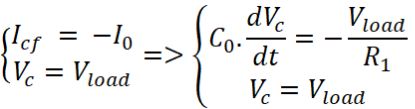 {I_cf = −I_0 => {C_0. dV_c/dt = −V_load/R_1
{V_c = V_load {V_c = V_load